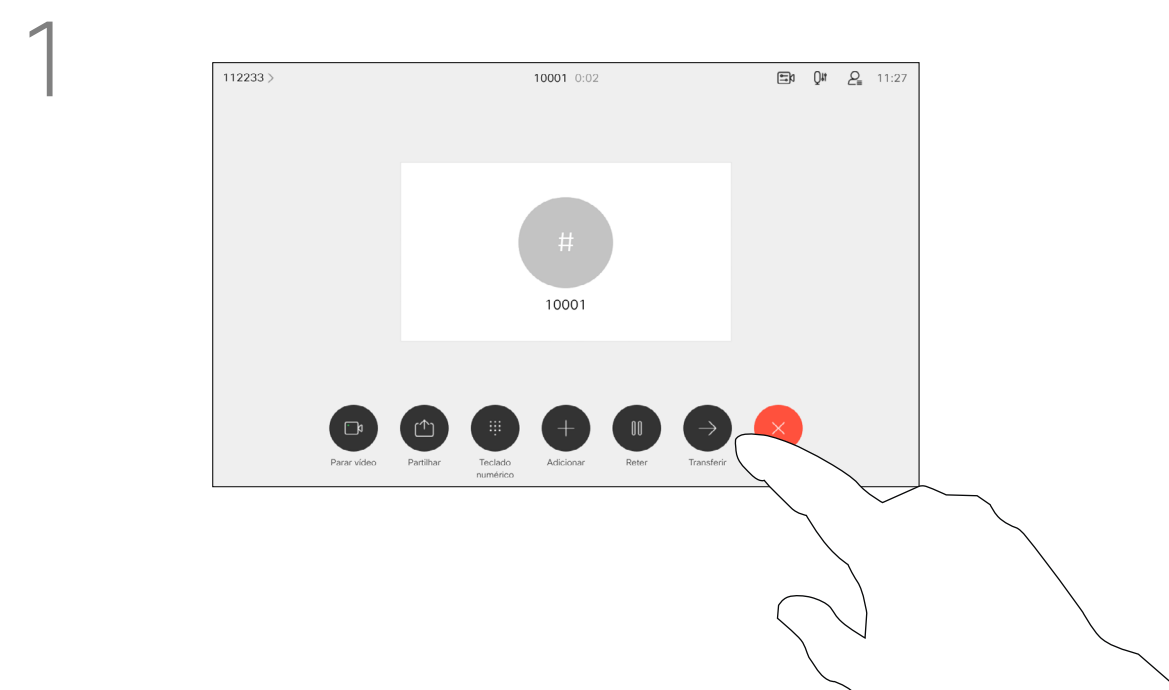 1
112233 >
10001 0:02
11:27
#
10001
Parar vídeo
Partilhar
Teclado
numérico
Adicionar
Reter
Transferir